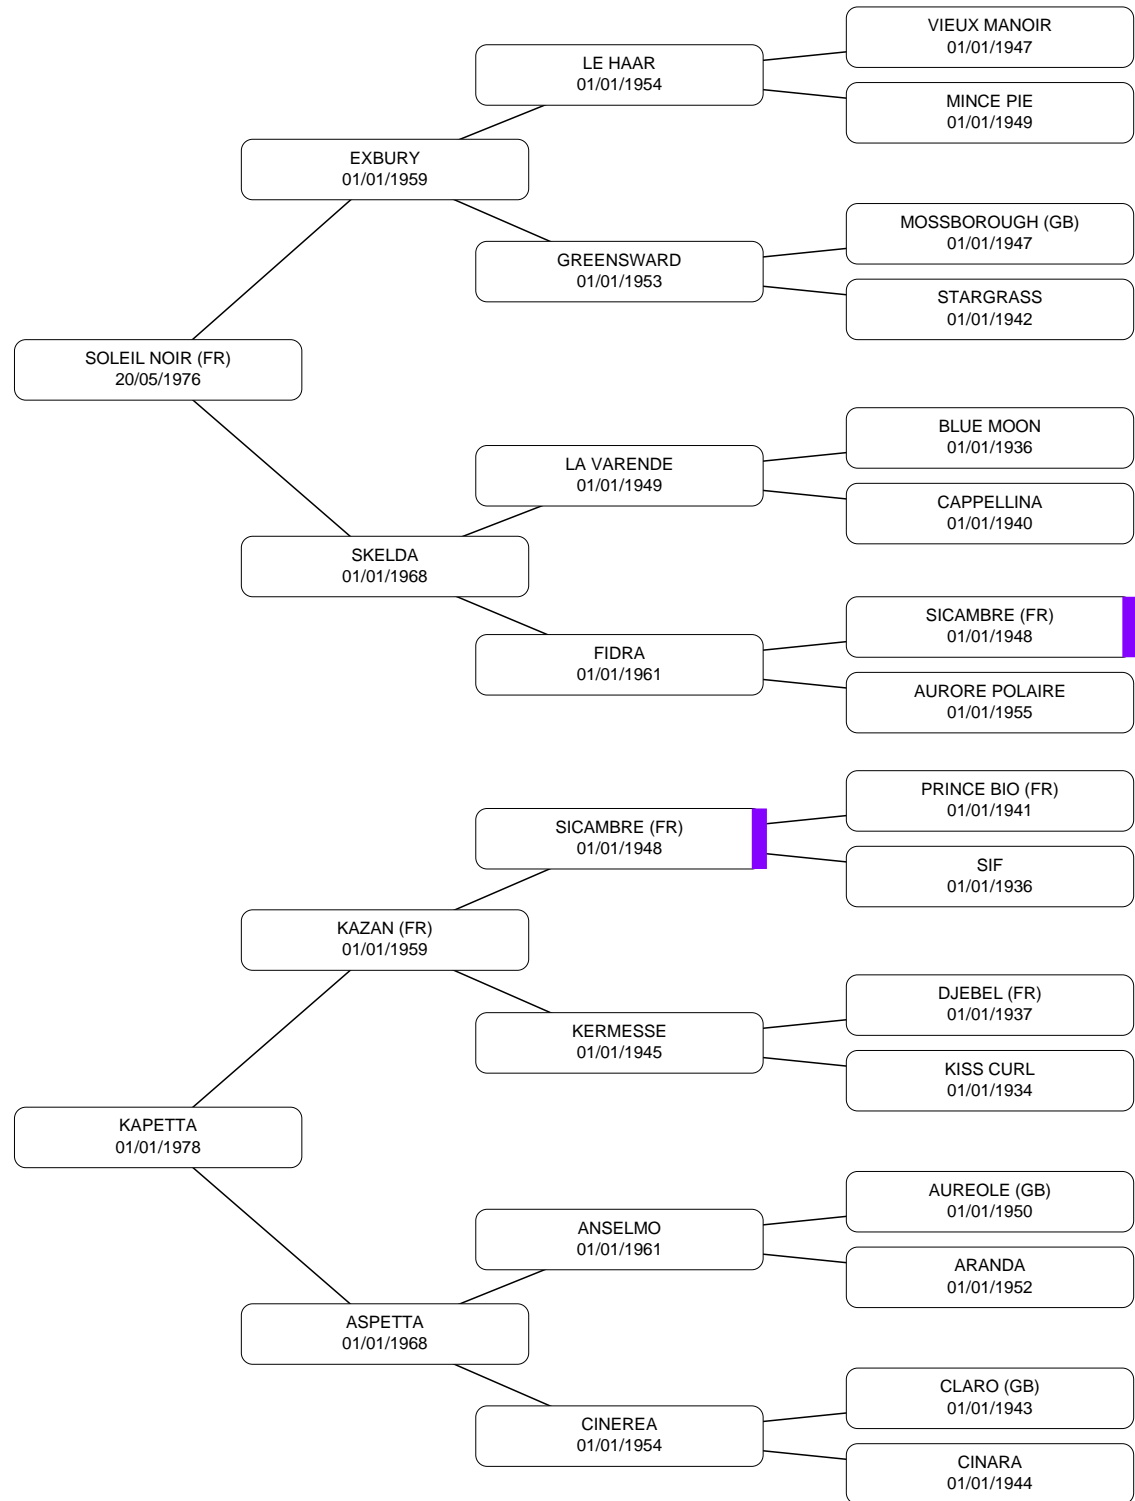 VIEUX MANOIR
01/01/1947
LE HAAR
01/01/1954
MINCE PIE
01/01/1949
EXBURY
01/01/1959
MOSSBOROUGH (GB)
01/01/1947
GREENSWARD
01/01/1953
STARGRASS
01/01/1942
SOLEIL NOIR (FR)
20/05/1976
BLUE MOON
01/01/1936
LA VARENDE
01/01/1949
CAPPELLINA
01/01/1940
SKELDA
01/01/1968
SICAMBRE (FR)
01/01/1948
FIDRA
01/01/1961
AURORE POLAIRE
01/01/1955
PRINCE BIO (FR)
01/01/1941
SICAMBRE (FR)
01/01/1948
SIF
01/01/1936
KAZAN (FR)
01/01/1959
DJEBEL (FR)
01/01/1937
KERMESSE
01/01/1945
KISS CURL
01/01/1934
KAPETTA
01/01/1978
AUREOLE (GB)
01/01/1950
ANSELMO
01/01/1961
ARANDA
01/01/1952
ASPETTA
01/01/1968
CLARO (GB)
01/01/1943
CINEREA
01/01/1954
CINARA
01/01/1944